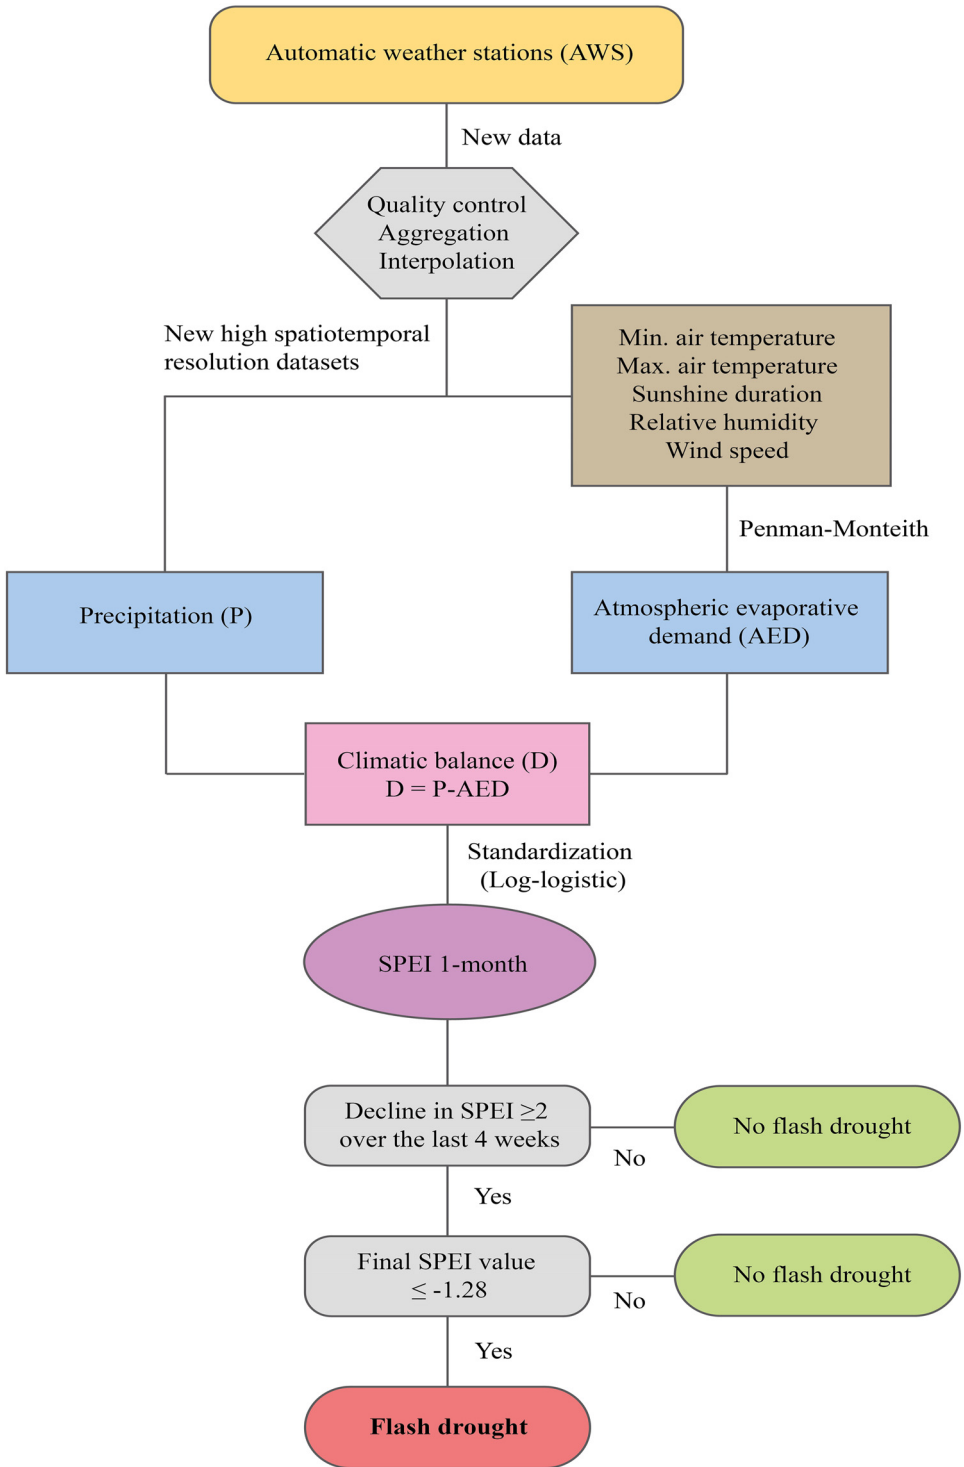 Automatic weather stations (AWS)
New data
Quality control
Aggregation
Interpolation
New high spatiotemporal
resolution datasets
Min. air temperature
Max. air temperature
Sunshine duration
Relative humidity
Wind speed
Penman-Monteith
Precipitation (P)
Atmospheric evaporative
demand (AED)
Climatic balance (D)
D = P-AED
Standardization
(Log-logistic)
SPEI 1-month
Decline in SPEI ≥2
over the last 4 weeks
No
No flash drought
Yes
Final SPEI value
≤ -1.28
No
No flash drought
Yes
Flash drought